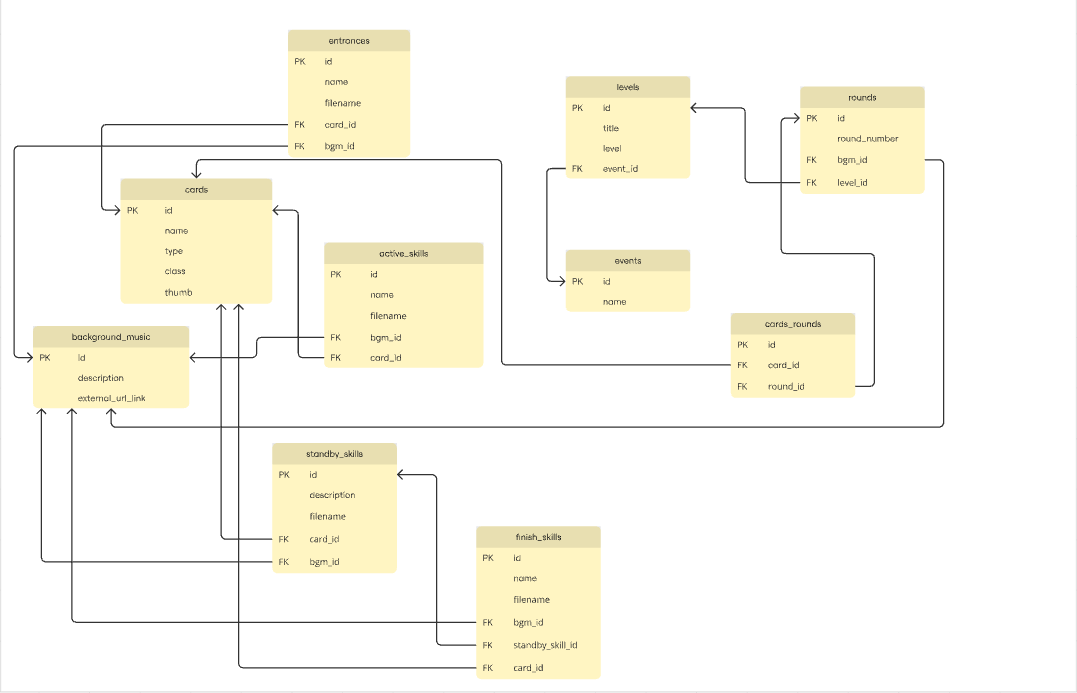 entrances
PK id
name
filename
FK card_id
FK bgm_id
levels
PK id
title
level
FK event_id
rounds
PK id
round_number
FK bgm_id
FK level_id
cards
PK id
name
type
class
thumb
active_skills
PK id
name
filename
FK bgm_id
FK card_id
events
PK id
name
cards_rounds
PK id
FK card_id
FK round_id
background_music
PK id
description
external_url_link
standby_skills
PK id
description
filename
FK card_id
FK bgm_id
finish_skills
PK id
name
filename
FK bgm_id
FK standby_skill_id
FK card_id